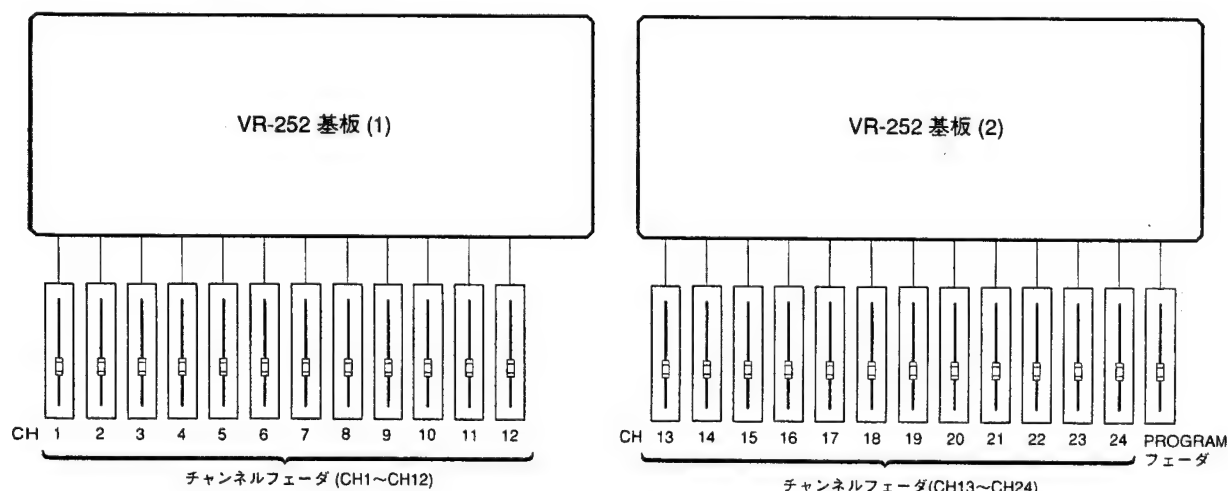 VR-252 基板 (1)
VR-252 基板 (2)
CH 1 2 3 4 5 6 7 8 9 10 11 12
チャンネルフェーダ (CH1〜CH12)
CH 13 14 15 16 17 18 19 20 21 22 23 24 PROGRAM
フェーダ
チャンネルフェーダ(CH13〜CH24)